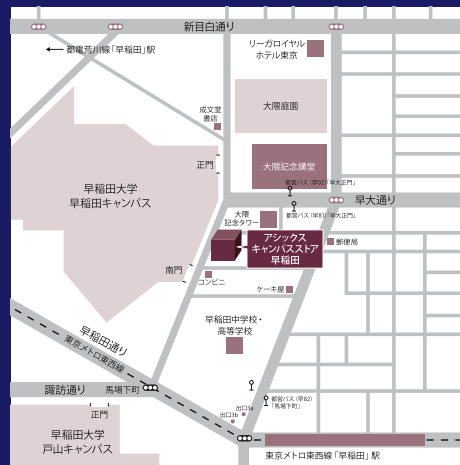 新目白通り
都電荒川線「早稲田」駅
リーガロイヤル
ホテル東京
大隈庭園
成文堂
書店
大隈記念講堂
正門
早稲田大学
早稲田キャンパス
都営バス（学02）「早大正門」
早大通り
都営バス（早81）「早大正門」
大隈
記念タワー
アシックス
キャンパスストア
早稲田
郵便局
南門
コンビニ
ケーキ屋
早稲田中学校・
高等学校
早稲田通り
東京メトロ東西線
諏訪通り
馬場下町
都営バス（早82）
「馬場下町」
出口3a
出口3b
正門
早稲田大学
戸山キャンパス
東京メトロ東西線「早稲田」駅